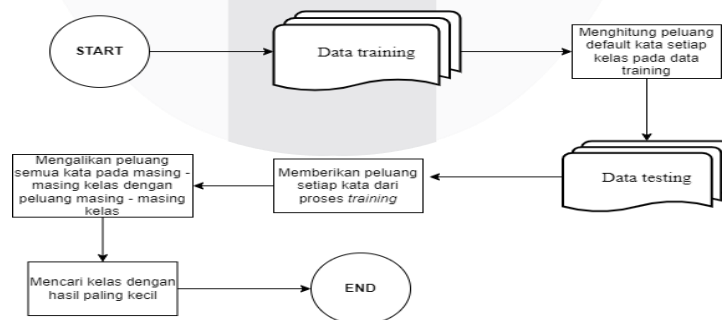 START
Data training
Menghitung peluang
default kata setiap
kelas pada data
training
Data testing
Memberikan peluang
setiap kata dari
proses training
Mengalikan peluang
semua kata pada masing -
masing kelas dengan
peluang masing - masing
kelas
Mencari kelas dengan
hasil paling kecil
END